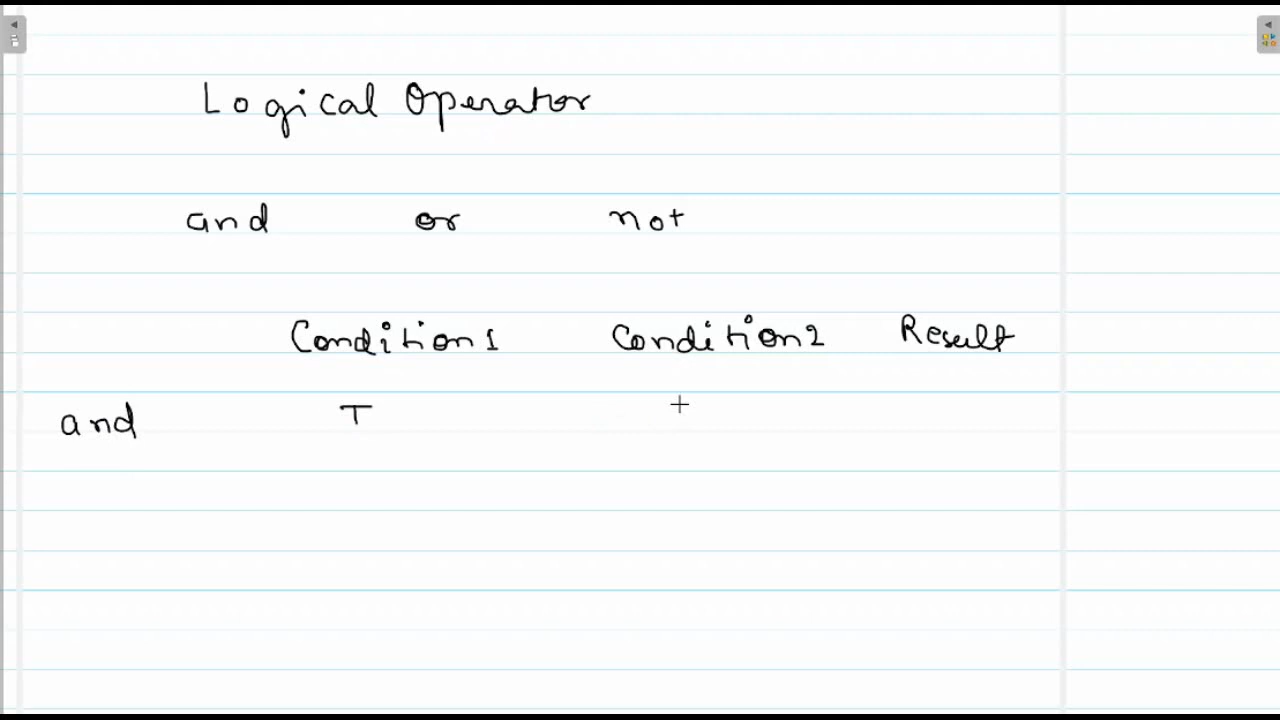 Logical Operator
and or not
Condition1 Condition2 Result
and T